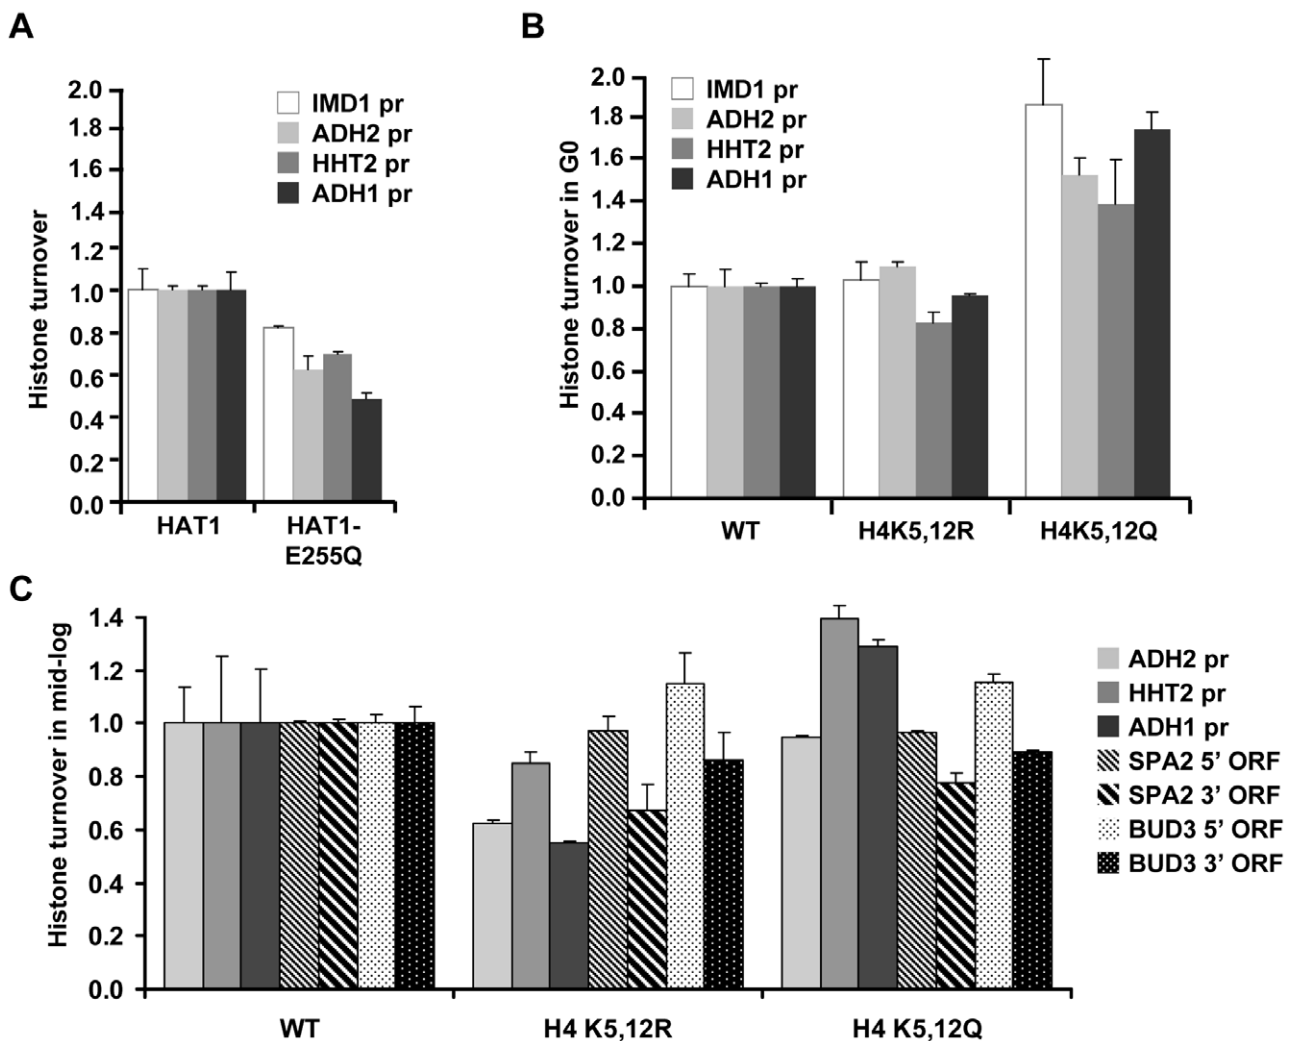 A
Histone turnover
2.0
1.8
1.6
1.4
1.2
1.0
0.8
0.6
0.4
0.2
0.0
IMD1 pr
ADH2 pr
HHT2 pr
ADH1 pr
HAT1
HAT1-
E255Q
B
Histone turnover in G0
2.0
1.8
1.6
1.4
1.2
1.0
0.8
0.6
0.4
0.2
0.0
IMD1 pr
ADH2 pr
HHT2 pr
ADH1 pr
WT
H4K5,12R
H4K5,12Q
C
Histone turnover in mid-log
1.4
1.2
1.0
0.8
0.6
0.4
0.2
0.0
WT
H4 K5,12R
H4 K5,12Q
ADH2 pr
HHT2 pr
ADH1 pr
SPA2 5’ ORF
SPA2 3’ ORF
BUD3 5’ ORF
BUD3 3’ ORF